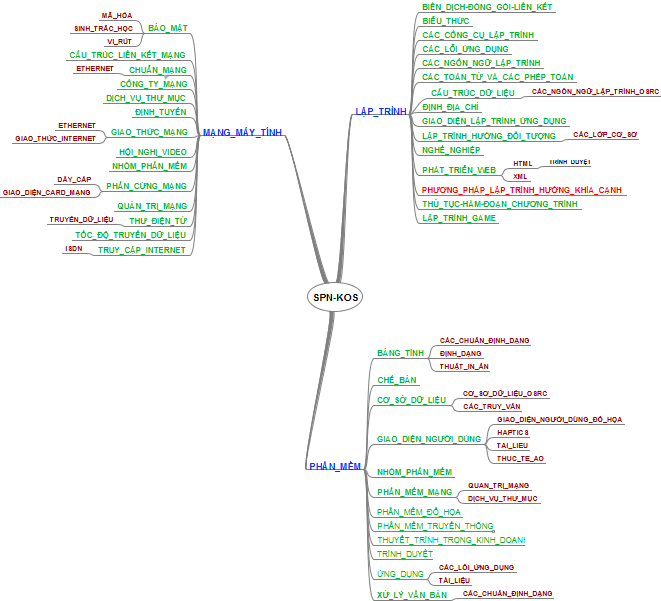 MÃ_HÓA
SINH_TRẮC_HỌC
VI_RÚT
BẢO_MẬT
CẤU_TRÚC_LIÊN_KẾT_MẠNG
ETHERNET
CHUẨN_MẠNG
CÔNG_TY_MẠNG
DỊCH_VỤ_THƯ_MỤC
ĐỊNH_TUYẾN
ETHERNET
GIAO_THỨC_INTERNET
GIAO_THỨC_MẠNG
HỘI_NGHỊ_VIDEO
NHÓM_PHẦN_MỀM
DÂY_CÁP
GIAO_DIỆN_CARD_MẠNG
PHẦN_CỨNG_MẠNG
QUẢN_TRỊ_MẠNG
TRUYỀN_DỮ_LIỆU
THƯ_ĐIỆN_TỬ
TỐC_ĐỘ_TRUYỀN_DỮ_LIỆU
ISDN
TRUY_CẬP_INTERNET
MẠNG_MÁY_TÍNH
LẬP_TRÌNH
BIÊN_DỊCH-ĐÓNG_GÓI-LIÊN_KẾT
BIỂU_THỨC
CÁC_CÔNG_CỤ_LẬP_TRÌNH
CÁC_LỖI_ỨNG_DỤNG
CÁC_NGÔN_NGỮ_LẬP_TRÌNH
CÁC_TOÁN_TỬ_VÀ_CÁC_PHÉP_TOÁN
CẤU_TRÚC_DỮ_LIỆU
CÁC_NGÔN_NGỮ_LẬP_TRÌNH_OSRC
ĐỊNH_ĐỊA_CHỈ
GIAO_DIỆN_LẬP_TRÌNH_ỨNG_DỤNG
LẬP_TRÌNH_HƯỚNG_ĐỐI_TƯỢNG
CÁC_LỚP_CƠ_SỞ
NGHỀ_NGHIỆP
PHÁT_TRIỂN_WEB
HTML
TRÌNH_DUYỆT
XML
PHƯƠNG_PHÁP_LẬP_TRÌNH_HƯỚNG_KHÍA_CẠNH
THỦ_TỤC-HÀM-ĐOẠN_CHƯƠNG_TRÌNH
LẬP_TRÌNH_GAME
SPN-KOS
PHẦN_MỀM
BẢNG_TÍNH
CÁC_CHUẨN_ĐỊNH_DẠNG
ĐỊNH_DẠNG
THUẬT_IN_ẤN
CHẾ_BẢN
CƠ_SỞ_DỮ_LIỆU
CƠ_SỞ_DỮ_LIỆU_OSRC
CÁC_TRUY_VẤN
GIAO_DIỆN_NGƯỜI_DÙNG
GIAO_DIỆN_NGƯỜI_DÙNG_ĐỒ_HỌA
HAPTICS
TAI_LIEU
THUC_TE_AO
NHÓM_PHẦN_MỀM
PHẦN_MỀM_MẠNG
QUẢN_TRỊ_MẠNG
DỊCH_VỤ_THƯ_MỤC
PHẦN_MỀM_ĐỒ_HỌA
PHẦN_MỀM_TRUYỀN_THÔNG
THUYẾT_TRÌNH_TRONG_KINH_DOANH
TRÌNH_DUYỆT
ỨNG_DỤNG
CÁC_LỖI_ỨNG_DỤNG
TÀI_LIỆU
XỬ_LÝ_VĂN_BẢN
CÁC_CHUẨN_ĐỊNH_DẠNG